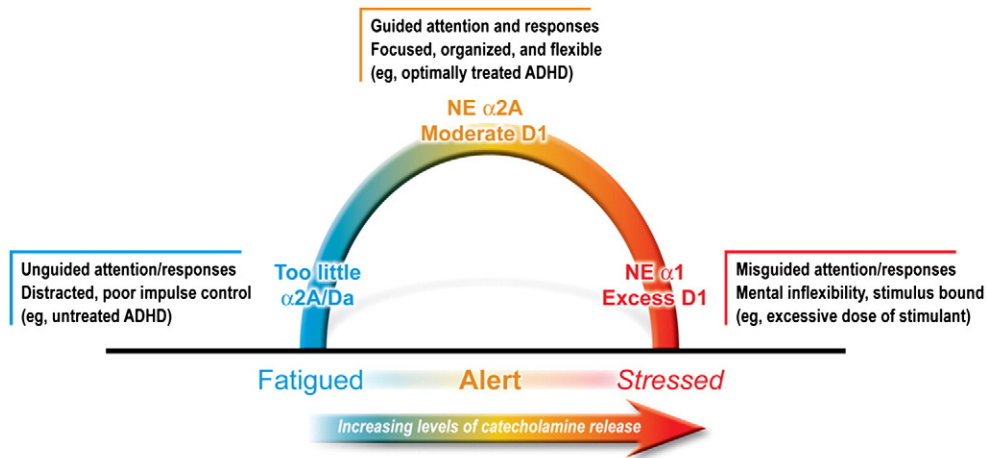 Guided attention and responses
Focused, organized, and flexible
(eg, optimally treated ADHD)
NE α2A
Moderate D1
Unguided attention/responses
Distracted, poor impulse control
(eg, untreated ADHD)
Too little
α2A/Da
NE α1
Excess D1
Misguided attention/responses
Mental inflexibility, stimulus bound
(eg, excessive dose of stimulant)
Fatigued
Alert
Stressed
Increasing levels of catecholamine release